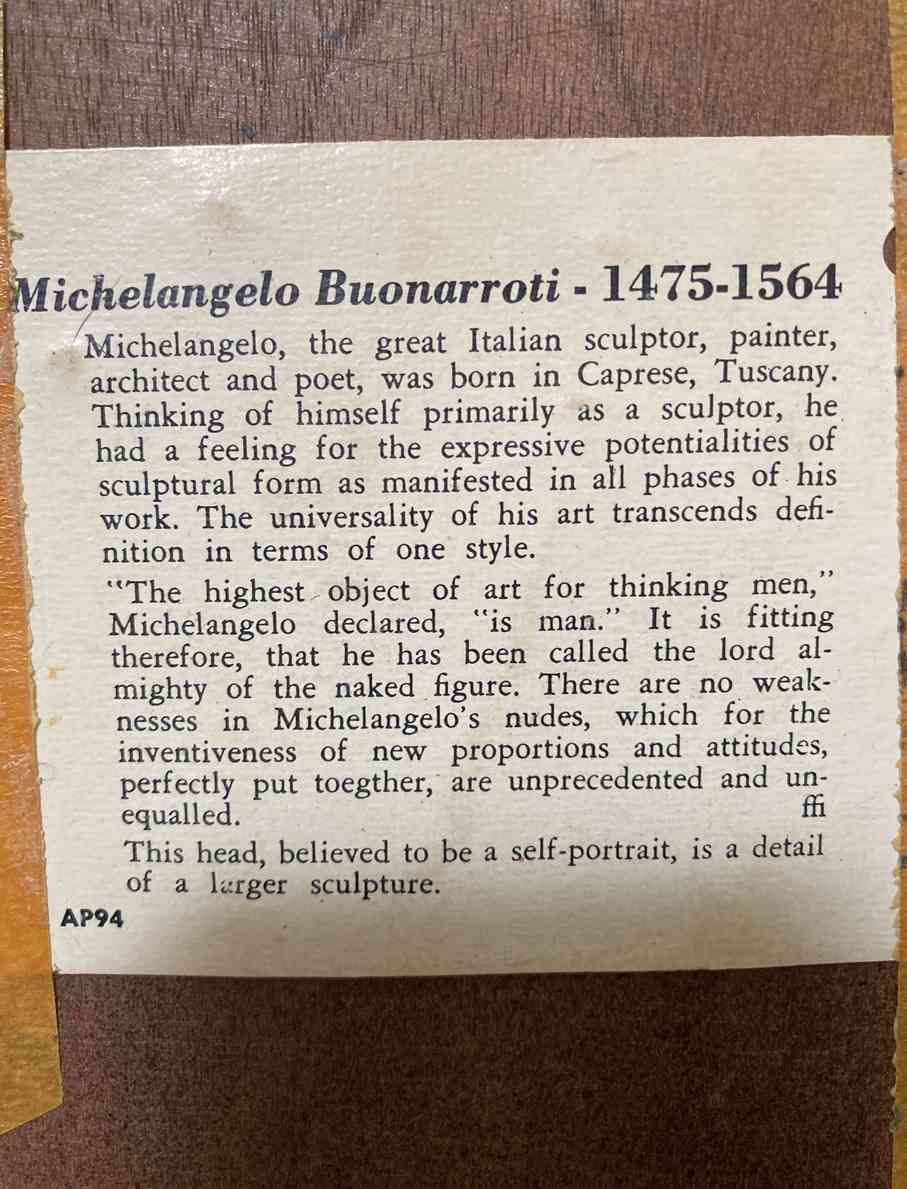 Michelangelo Buonarroti - 1475-1564
Michelangelo, the great Italian sculptor, painter,
architect and poet, was born in Caprese, Tuscany.
Thinking of himself primarily as a sculptor, he
had a feeling for the expressive potentialities of
sculptural form as manifested in all phases of his
work. The universality of his art transcends defi-
nition in terms of one style.
"The highest object of art for thinking men,"
Michelangelo declared, "is man." It is fitting
therefore, that he has been called the lord al-
mighty of the naked figure. There are no weak-
nesses in Michelangelo's nudes, which for the
inventiveness of new proportions and attitudes,
perfectly put toegther, are unprecedented and un-
equalled. ffi
This head, believed to be a self-portrait, is a detail
of a larger sculpture.
AP94